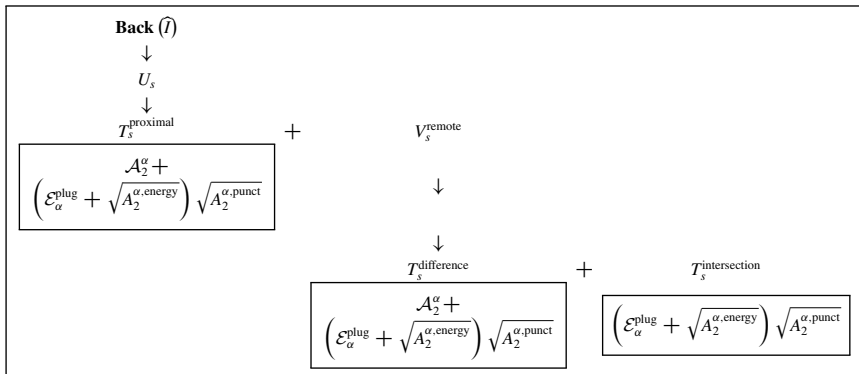 Back (Î)
↓
U_s
↓
T_s^proximal + V_s^remote
𝒜_2^α +
(ℰ_α^plug + √(A_2^{α,energy})) √(A_2^{α,punct})
↓
↓
T_s^difference + T_s^intersection
𝒜_2^α +
(ℰ_α^plug + √(A_2^{α,energy})) √(A_2^{α,punct}) (ℰ_α^plug + √(A_2^{α,energy})) √(A_2^{α,punct})